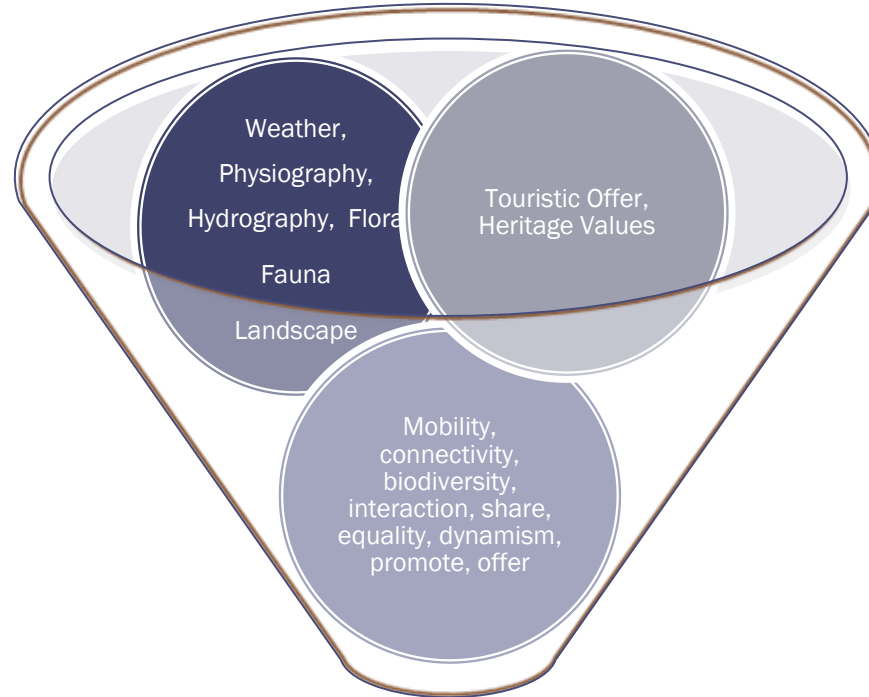 Weather,
Physiography,
Hydrography, Flora
Fauna
Landscape
Touristic Offer,
Heritage Values
Mobility,
connectivity,
biodiversity,
interaction, share,
equality, dynamism,
promote, offer